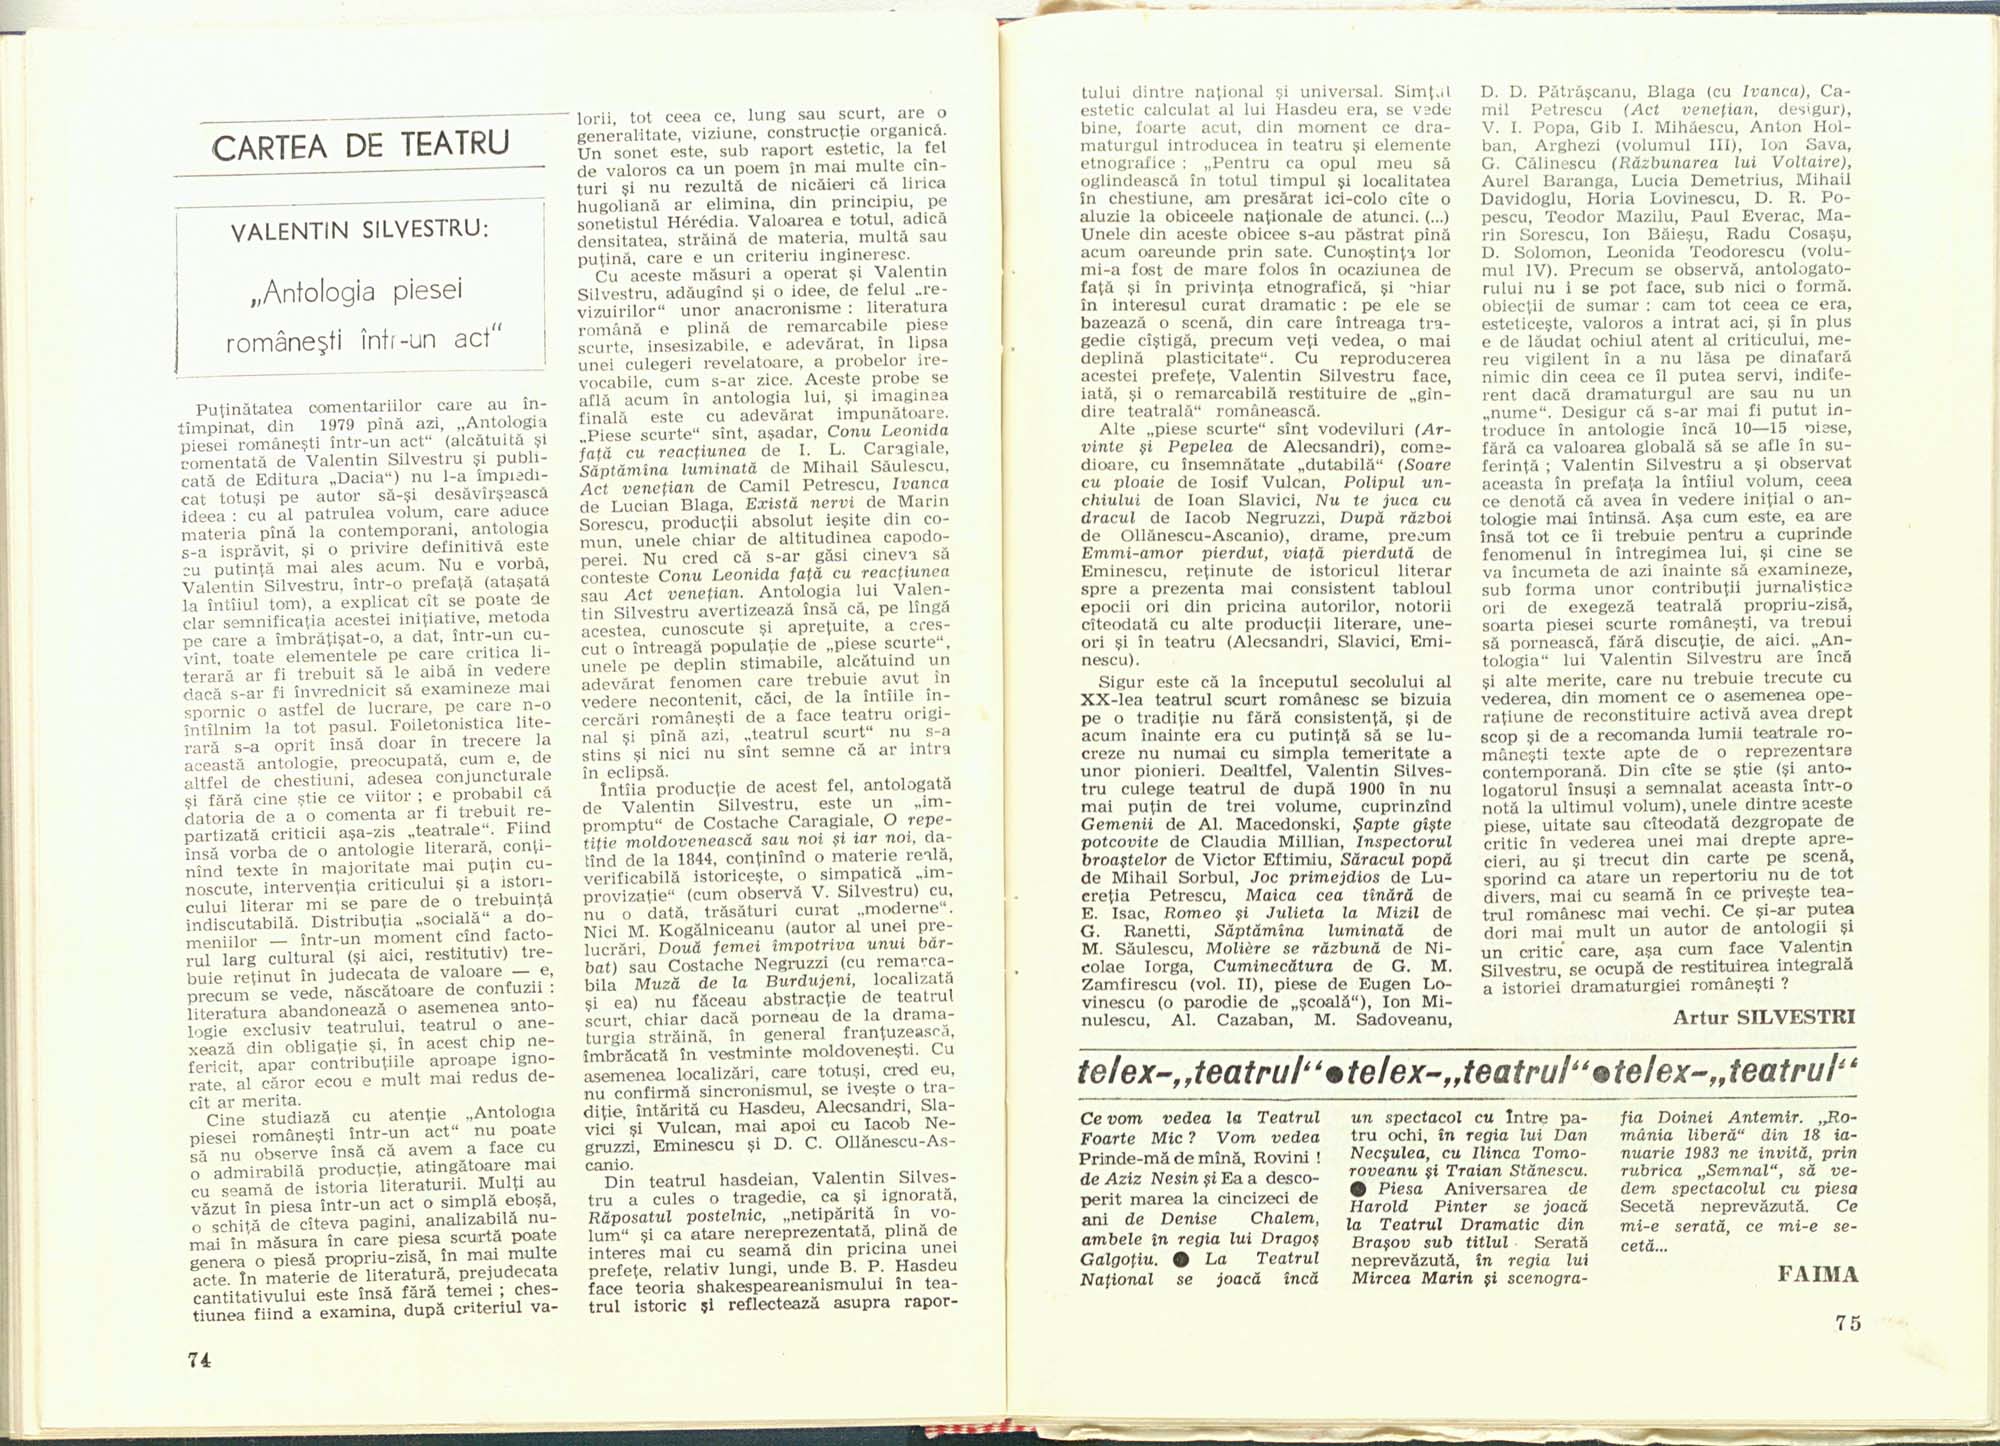 CARTEA DE TEATRU
VALENTIN SILVESTRU:
„Antologia piesei
românești într-un act“
Puținătatea comentariilor care au în-
tîmpinat, din 1979 pînă azi, „Antologia
piesei românești într-un act“ (alcătuită și
comentată de Valentin Silvestru și publi-
cată de Editura „Dacia“) nu l-a împiedi-
cat totuși pe autor să-și desăvîrșească
ideea : cu al patrulea volum, care aduce
materia pînă la contemporani, antologia
s-a isprăvit, și o privire definitivă este
cu putință mai ales acum. Nu e vorbă,
Valentin Silvestru, într-o prefață (atașată
la întîiul tom), a explicat cît se poate de
clar semnificația acestei inițiative, metoda
pe care a îmbrățișat-o, a dat, într-un cu-
vînt, toate elementele pe care critica li-
terară ar fi trebuit să le aibă în vedere
dacă s-ar fi învrednicit să examineze mai
spornic o astfel de lucrare, pe care n-o
întîlnim la tot pasul. Foiletonistica lite-
rară s-a oprit însă doar în trecere la
această antologie, preocupată, cum e, de
altfel de chestiuni, adesea conjuncturale
și fără cine știe ce viitor ; e probabil că
datoria de a o comenta ar fi trebuit re-
partizată criticii așa-zis „teatrale“. Fiind
însă vorba de o antologie literară, conți-
nînd texte în majoritate mai puțin cu-
noscute, intervenția criticului și a istori-
cului literar mi se pare de o trebuință
indiscutabilă. Distribuția „socială“ a do-
meniilor — într-un moment cînd facto-
rul larg cultural (și aici, restitutiv) tre-
buie reținut în judecata de valoare — e,
precum se vede, născătoare de confuzii :
literatura abandonează o asemenea anto-
logie exclusiv teatrului, teatrul o ane-
xează din obligație și, în acest chip ne-
fericit, apar contribuțiile aproape igno-
rate, al căror ecou e mult mai redus de-
cît ar merita.
Cine studiază cu atenție „Antologia
piesei românești într-un act“ nu poate
să nu observe însă că avem a face cu
o admirabilă producție, atingătoare mai
cu seamă de istoria literaturii. Mulți au
văzut în piesa într-un act o simplă eboșă,
o schiță de cîteva pagini, analizabilă nu-
mai în măsura în care piesa scurtă poate
genera o piesă propriu-zisă, în mai multe
acte. În materie de literatură, prejudecata
cantitativului este însă fără temei ; ches-
tiunea fiind a examina, după criteriul va-
lorii, tot ceea ce, lung sau scurt, are o
generalitate, viziune, construcție organică.
Un sonet este, sub raport estetic, la fel
de valoros ca un poem în mai multe cîn-
turi și nu rezultă de nicăieri că lirica
hugoliană ar elimina, din principiu, pe
sonetistul Hérédia. Valoarea e totul, adică
densitatea, străină de materia, multă sau
puțină, care e un criteriu ingineresc.
Cu aceste măsuri a operat și Valentin
Silvestru, adăugînd și o idee, de felul „re-
vizuirilor“ unor anacronisme : literatura
română e plină de remarcabile piese
scurte, insesizabile, e adevărat, în lipsa
unei culegeri revelatoare, a probelor ire-
vocabile, cum s-ar zice. Aceste probe se
află acum în antologia lui, și imaginea
finală este cu adevărat impunătoare.
„Piese scurte“ sînt, așadar, Conu Leonida
față cu reacțiunea de I. L. Caragiale,
Săptămîna luminată de Mihail Săulescu,
Act venețian de Camil Petrescu, Ivanca
de Lucian Blaga, Există nervi de Marin
Sorescu, producții absolut ieșite din co-
mun, unele chiar de altitudinea capodo-
perei. Nu cred că s-ar găsi cineva să
conteste Conu Leonida față cu reacțiunea
sau Act venețian. Antologia lui Valen-
tin Silvestru avertizează însă că, pe lîngă
acestea, cunoscute și aprețuite, a cres-
cut o întreagă populație de „piese scurte“,
unele pe deplin stimabile, alcătuind un
adevărat fenomen care trebuie avut în
vedere necontenit, căci, de la întîile în-
cercări românești de a face teatru origi-
nal și pînă azi, „teatrul scurt“ nu s-a
stins și nici nu sînt semne că ar intra
în eclipsă.
Întîia producție de acest fel, antologată
de Valentin Silvestru, este un „im-
promptu“ de Costache Caragiale, O repe-
tiție moldovenească sau noi și iar noi, da-
tînd de la 1844, conținînd o materie reală,
verificabilă istoricește, o simpatică „im-
provizație“ (cum observă V. Silvestru) cu,
nu o dată, trăsături curat „moderne“.
Nici M. Kogălniceanu (autor al unei pre-
lucrări, Două femei împotriva unui băr-
bat) sau Costache Negruzzi (cu remarca-
bila Muză de la Burdujeni, localizată
și ea) nu făceau abstracție de teatrul
scurt, chiar dacă porneau de la drama-
turgia străină, în general franțuzească,
îmbrăcată în vestminte moldovenești. Cu
asemenea localizări, care totuși, cred eu,
nu confirmă sincronismul, se ivește o tra-
diție, întărită cu Hasdeu, Alecsandri, Sla-
vici și Vulcan, mai apoi cu Iacob Ne-
gruzzi, Eminescu și D. C. Ollănescu-As-
canio.
Din teatrul hasdeian, Valentin Silves-
tru a cules o tragedie, ca și ignorată,
Răposatul postelnic, „netipărită în vo-
lum“ și ca atare nereprezentată, plină de
interes mai cu seamă din pricina unei
prefețe, relativ lungi, unde B. P. Hasdeu
face teoria shakespeareanismului în tea-
trul istoric și reflectează asupra rapor-
74
tului dintre național și universal. Simțul
estetic calculat al lui Hasdeu era, se vede
bine, foarte acut, din moment ce dra-
maturgul introducea în teatru și elemente
etnografice : „Pentru ca opul meu să
oglindească în totul timpul și localitatea
în chestiune, am presărat ici-colo cîte o
aluzie la obiceele naționale de atunci. (...)
Unele din aceste obicee s-au păstrat pînă
acum oareunde prin sate. Cunoștința lor
mi-a fost de mare folos în ocaziunea de
față și în privința etnografică, și chiar
în interesul curat dramatic : pe ele se
bazează o scenă, din care întreaga tra-
gedie cîștigă, precum veți vedea, o mai
deplină plasticitate“. Cu reproducerea
acestei prefețe, Valentin Silvestru face,
iată, și o remarcabilă restituire de „gîn-
dire teatrală“ românească.
Alte „piese scurte“ sînt vodeviluri (Ar-
vinte și Pepelea de Alecsandri), come-
dioare, cu însemnătate „dutabilă“ (Soare
cu ploaie de Iosif Vulcan, Polipul un-
chiului de Ioan Slavici, Nu te juca cu
dracul de Iacob Negruzzi, După război
de Ollănescu-Ascanio), drame, precum
Emmi-amor pierdut, viață pierdută de
Eminescu, reținute de istoricul literar
spre a prezenta mai consistent tabloul
epocii ori din pricina autorilor, notorii
cîteodată cu alte producții literare, une-
ori și în teatru (Alecsandri, Slavici, Emi-
nescu).
Sigur este că la începutul secolului al
XX-lea teatrul scurt românesc se bizuia
pe o tradiție nu fără consistență, și de
acum înainte era cu putință să se lu-
creze nu numai cu simpla temeritate a
unor pionieri. Dealtfel, Valentin Silves-
tru culege teatrul de după 1900 în nu
mai puțin de trei volume, cuprinzînd
Gemenii de Al. Macedonski, Șapte gîște
potcovite de Claudia Millian, Inspectorul
broaștelor de Victor Eftimiu, Săracul popă
de Mihail Sorbul, Joc primejdios de Lu-
creția Petrescu, Maica cea tînără de
E. Isac, Romeo și Julieta la Mizil de
G. Ranetti, Săptămîna luminată de
M. Săulescu, Molière se răzbună de Ni-
colae Iorga, Cuminecătura de G. M.
Zamfirescu (vol. II), piese de Eugen Lo-
vinescu (o parodie de „școală“), Ion Mi-
nulescu, Al. Cazaban, M. Sadoveanu,
D. D. Pătrășcanu, Blaga (cu Ivanca), Ca-
mil Petrescu (Act venețian, desigur),
V. I. Popa, Gib I. Mihăescu, Anton Hol-
ban, Arghezi (volumul III), Ion Sava,
G. Călinescu (Răzbunarea lui Voltaire),
Aurel Baranga, Lucia Demetrius, Mihail
Davidoglu, Horia Lovinescu, D. R. Po-
pescu, Teodor Mazilu, Paul Everac, Ma-
rin Sorescu, Ion Băieșu, Radu Cosașu,
D. Solomon, Leonida Teodorescu (volu-
mul IV). Precum se observă, antologato-
rului nu i se pot face, sub nici o formă.
obiecții de sumar : cam tot ceea ce era,
esteticește, valoros a intrat aci, și în plus
e de lăudat ochiul atent al criticului, me-
reu vigilent în a nu lăsa pe dinafară
nimic din ceea ce îl putea servi, indife-
rent dacă dramaturgul are sau nu un
„nume“. Desigur că s-ar mai fi putut in-
troduce în antologie încă 10—15 piese,
fără ca valoarea globală să se afle în su-
ferință ; Valentin Silvestru a și observat
aceasta în prefața la întîiul volum, ceea
ce denotă că avea în vedere inițial o an-
tologie mai întinsă. Așa cum este, ea are
însă tot ce îi trebuie pentru a cuprinde
fenomenul în întregimea lui, și cine se
va încumeta de azi înainte să examineze,
sub forma unor contribuții jurnalistice
ori de exegeză teatrală propriu-zisă,
soarta piesei scurte românești, va trebui
să pornească, fără discuție, de aici. „An-
tologia“ lui Valentin Silvestru are încă
și alte merite, care nu trebuie trecute cu
vederea, din moment ce o asemenea ope-
rațiune de reconstituire activă avea drept
scop și de a recomanda lumii teatrale ro-
mânești texte apte de o reprezentare
contemporană. Din cîte se știe (și anto-
logatorul însuși a semnalat aceasta într-o
notă la ultimul volum), unele dintre aceste
piese, uitate sau cîteodată dezgropate de
critic în vederea unei mai drepte apre-
cieri, au și trecut din carte pe scenă,
sporind ca atare un repertoriu nu de tot
divers, mai cu seamă în ce privește tea-
trul românesc mai vechi. Ce și-ar putea
dori mai mult un autor de antologii și
un critic care, așa cum face Valentin
Silvestru, se ocupă de restituirea integrală
a istoriei dramaturgiei românești ?
Artur SILVESTRI
telex-„teatrul“●telex-„teatrul“●telex-„teatrul“
Ce vom vedea la Teatrul
Foarte Mic ? Vom vedea
Prinde-mă de mînă, Rovini !
de Aziz Nesin și Ea a desco-
perit marea la cincizeci de
ani de Denise Chalem,
ambele în regia lui Dragoș
Galgoțiu. ● La Teatrul
Național se joacă încă
un spectacol cu Între pa-
tru ochi, în regia lui Dan
Necșulea, cu Ilinca Tomo-
roveanu și Traian Stănescu.
● Piesa Aniversarea de
Harold Pinter se joacă
la Teatrul Dramatic din
Brașov sub titlul Serată
neprevăzută, în regia lui
Mircea Marin și scenogra-
fia Doinei Antemir. „Ro-
mânia liberă“ din 18 ia-
nuarie 1983 ne invită, prin
rubrica „Semnal“, să ve-
dem spectacolul cu piesa
Secetă neprevăzută. Ce
mi-e serată, ce mi-e se-
cetă...
FAIMA
75